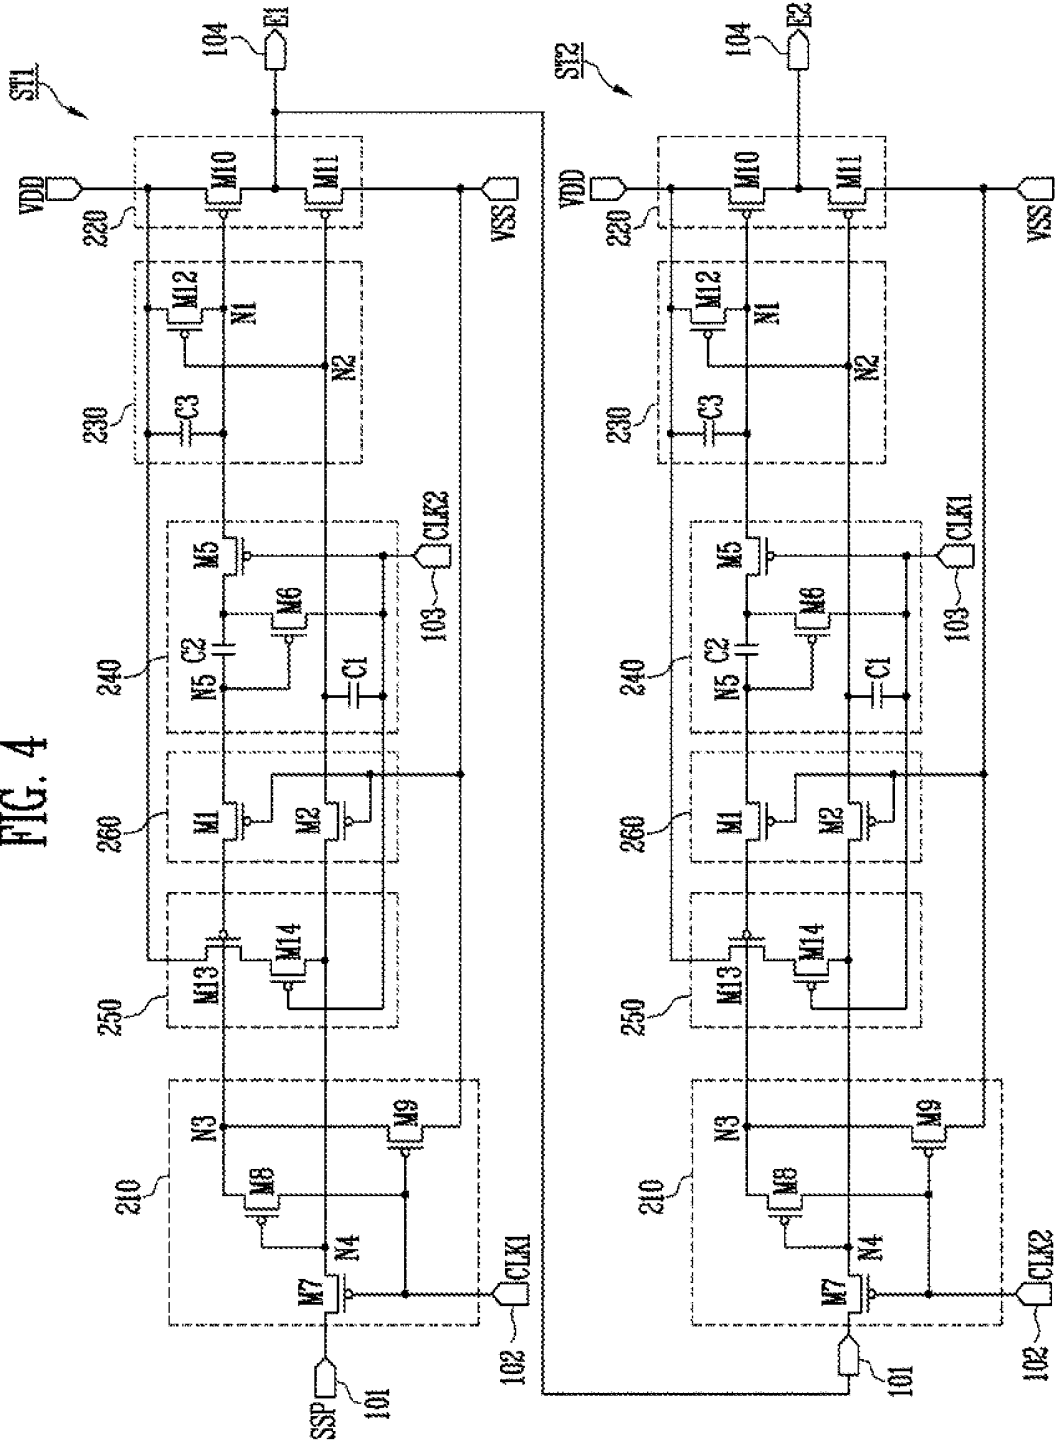 FIG. 4
ST1
VDD
220
M10
M11
104
E1
VSS
230
M12
N1
N2
C3
240
M5
M6
C2
N5
C1
CLK2
103
260
M1
M2
250
M13
M14
210
N3
M8
M9
N4
M7
SSP
101
CLK1
102
ST2
VDD
220
M10
M11
104
E2
VSS
230
M12
N1
N2
C3
240
M5
M6
C2
N5
C1
CLK1
103
260
M1
M2
250
M13
M14
210
N3
M8
M9
N4
M7
101
CLK2
102